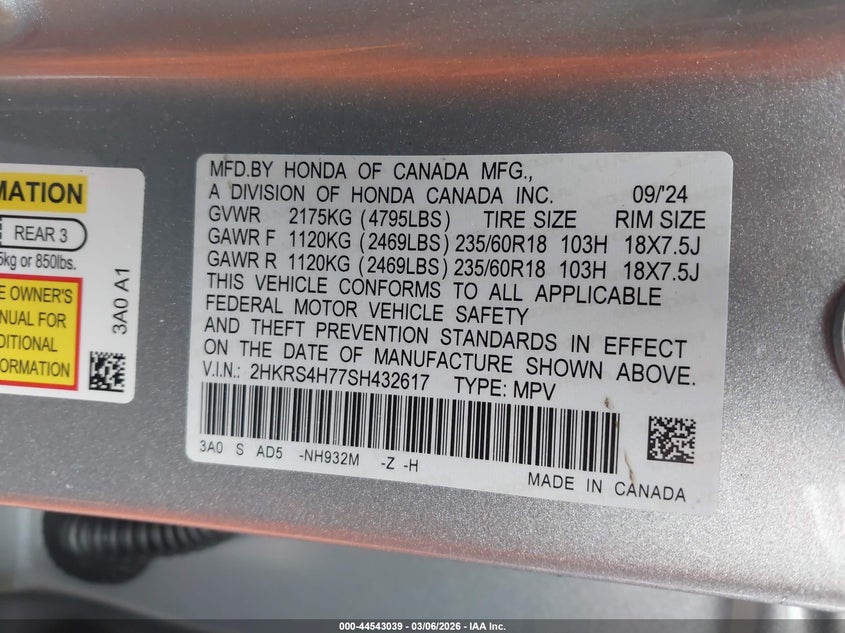 MATION
REAR 3
5kg or 850lbs.
E OWNER'S
NUAL FOR
DITIONAL
FORMATION
3A0 A1
MFD.BY HONDA OF CANADA MFG.,
A DIVISION OF HONDA CANADA INC. 09/'24
GVWR 2175KG (4795LBS) TIRE SIZE RIM SIZE
GAWR F 1120KG (2469LBS) 235/60R18 103H 18X7.5J
GAWR R 1120KG (2469LBS) 235/60R18 103H 18X7.5J
THIS VEHICLE CONFORMS TO ALL APPLICABLE
FEDERAL MOTOR VEHICLE SAFETY
AND THEFT PREVENTION STANDARDS IN EFFECT
ON THE DATE OF MANUFACTURE SHOWN ABOVE.
V.I.N.: 2HKRS4H77SH432617 TYPE: MPV
3A0 S AD5 -NH932M -Z -H
MADE IN CANADA
000-44543039 - 03/06/2026 - IAA Inc.